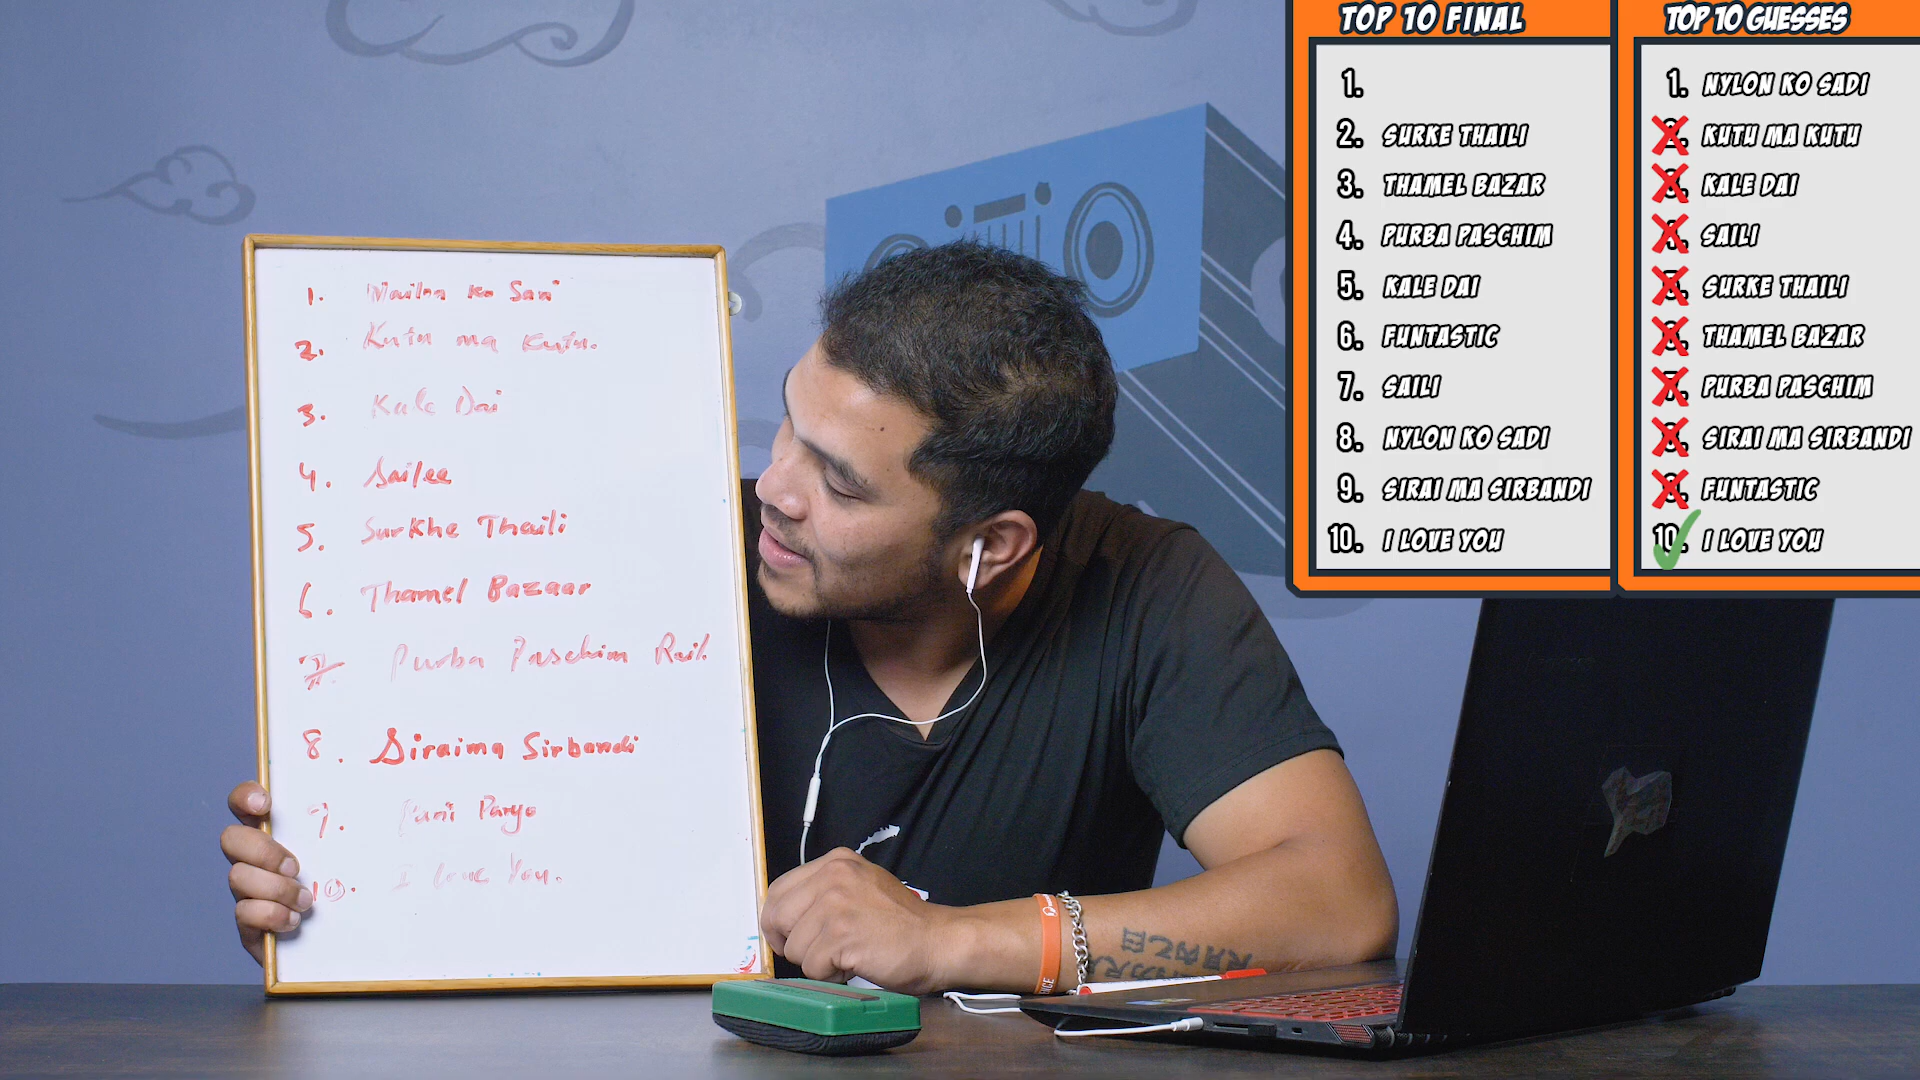 TOP 10 FINAL
1.
2. SURKE THAILI
3. THAMEL BAZAR
4. PURBA PASCHIM
5. KALE DAI
6. FUNTASTIC
7. SAILI
8. NYLON KO SADI
9. SIRAI MA SIRBANDI
10. I LOVE YOU
TOP 10 GUESSES
1. NYLON KO SADI
KUTU MA KUTU
KALE DAI
SAILI
SURKE THAILI
THAMEL BAZAR
PURBA PASCHIM
SIRAI MA SIRBANDI
FUNTASTIC
10. I LOVE YOU
1. Nailon Ko Sari
2. Kutu ma Kutu.
3. Kale Dai
4. Sailee
5. Surkhe Thaili
6. Thamel Bazaar
7. Purba Paschim Rail.
8. Siraima Sirbandi
9. Pani Paryo
10. I love You.